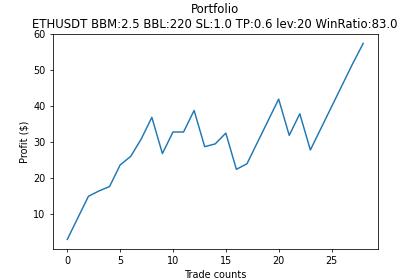 Portfolio
ETHUSDT BBM:2.5 BBL:220 SL:1.0 TP:0.6 lev:20 WinRatio:83.0
60
50
40
30
20
10
Profit ($)
0 5 10 15 20 25
Trade counts